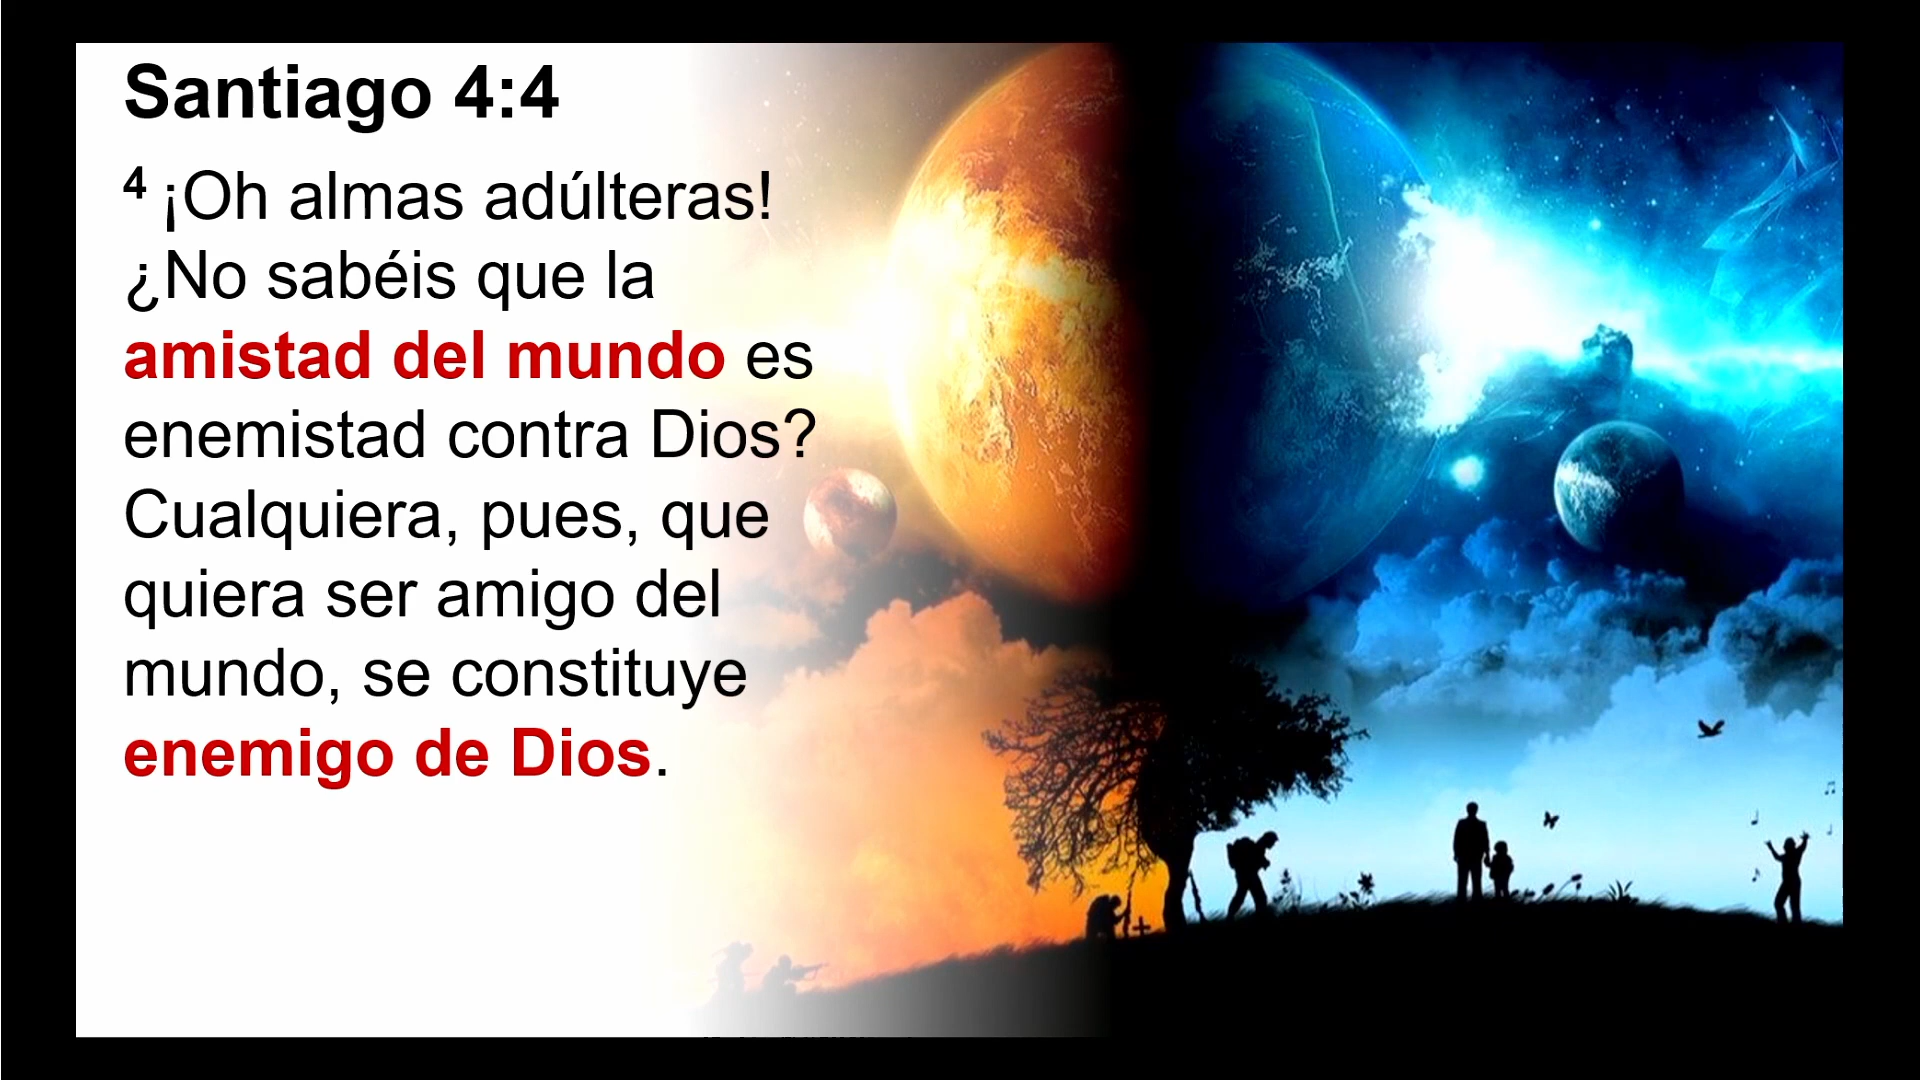 Santiago 4:4
4 ¡Oh almas adúlteras!
¿No sabéis que la
amistad del mundo es
enemistad contra Dios?
Cualquiera, pues, que
quiera ser amigo del
mundo, se constituye
enemigo de Dios.